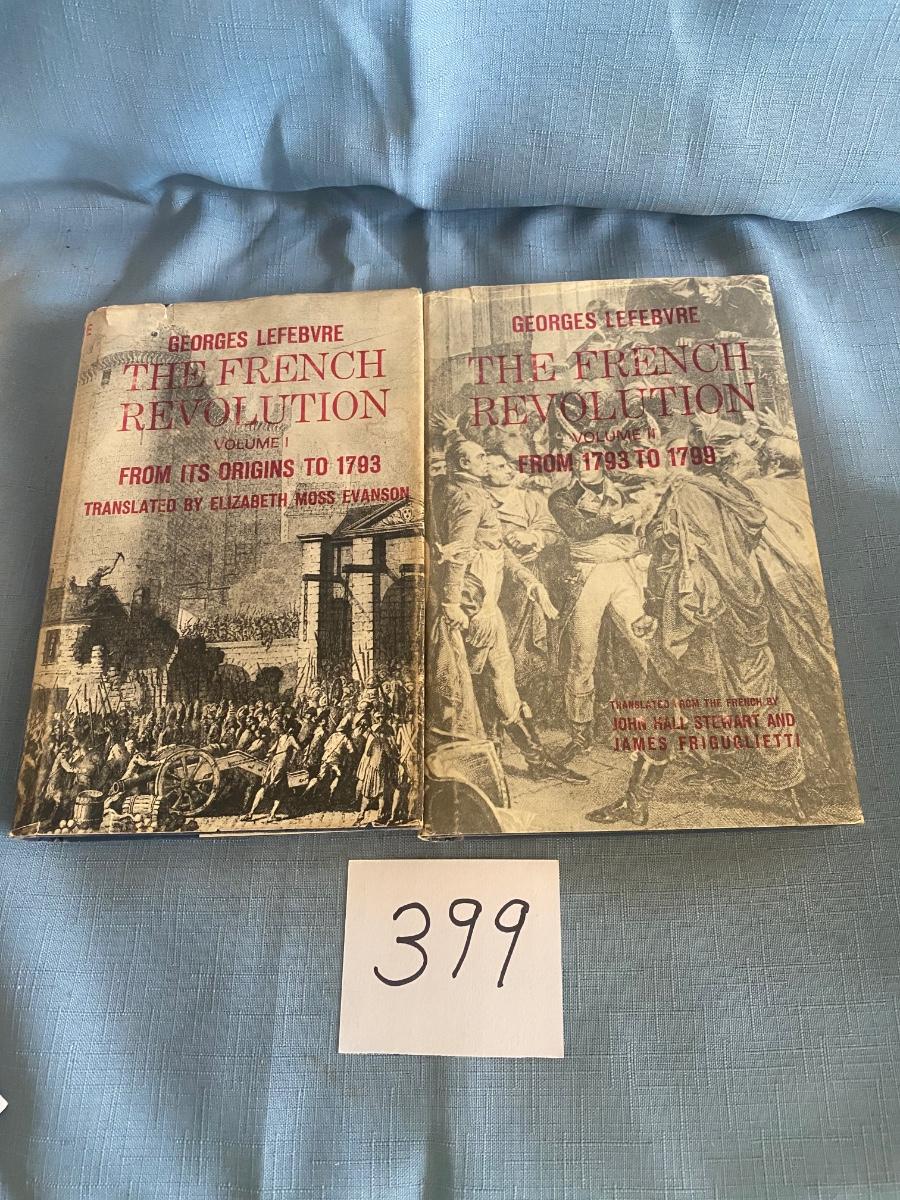 GEORGES LEFEBVRE
THE FRENCH
REVOLUTION
VOLUME I
FROM ITS ORIGINS TO 1793
TRANSLATED BY ELIZABETH MOSS EVANSON
GEORGES LEFEBVRE
THE FRENCH
REVOLUTION
VOLUME II
FROM 1793 TO 1799
TRANSLATED FROM THE FRENCH BY
JOHN HALL STEWART AND
JAMES FRIGUGLIETTI
399